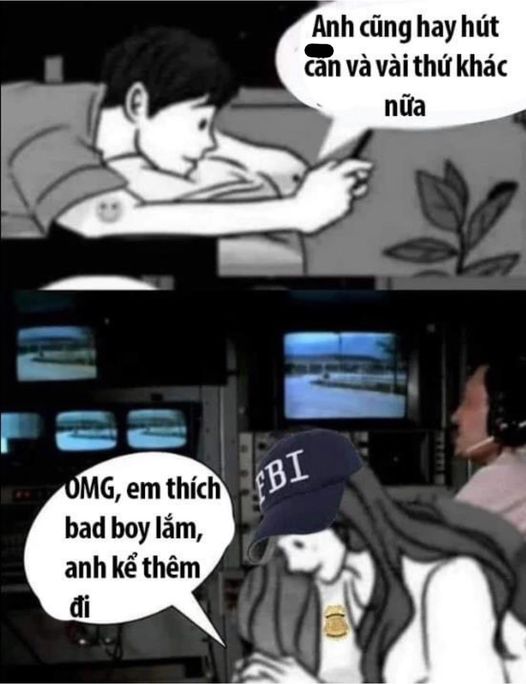 Anh cũng hay hút
cần và vài thứ khác
nữa
FBI
OMG, em thích
bad boy lắm,
anh kể thêm
đi